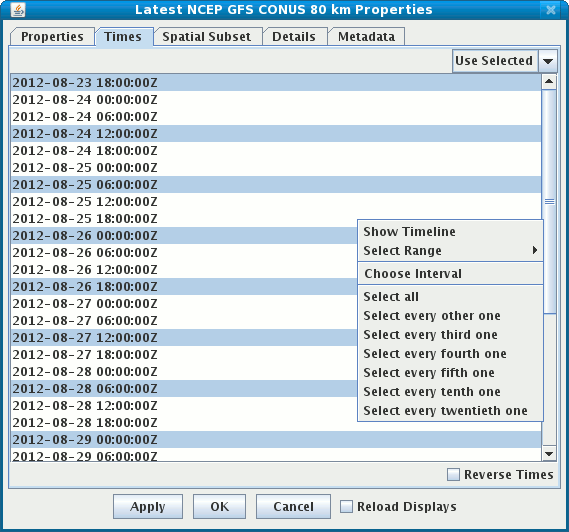 Latest NCEP GFS CONUS 80 km Properties
Properties Times Spatial Subset Details Metadata
Use Selected
2012-08-23 18:00:00Z
2012-08-24 00:00:00Z
2012-08-24 06:00:00Z
2012-08-24 12:00:00Z
2012-08-24 18:00:00Z
2012-08-25 00:00:00Z
2012-08-25 06:00:00Z
2012-08-25 12:00:00Z
2012-08-25 18:00:00Z
2012-08-26 00:00:00Z
2012-08-26 06:00:00Z
2012-08-26 12:00:00Z
2012-08-26 18:00:00Z
2012-08-27 00:00:00Z
2012-08-27 06:00:00Z
2012-08-27 12:00:00Z
2012-08-27 18:00:00Z
2012-08-28 00:00:00Z
2012-08-28 06:00:00Z
2012-08-28 12:00:00Z
2012-08-28 18:00:00Z
2012-08-29 00:00:00Z
2012-08-29 06:00:00Z
Show Timeline
Select Range
Choose Interval
Select all
Select every other one
Select every third one
Select every fourth one
Select every fifth one
Select every tenth one
Select every twentieth one
Reverse Times
Apply OK Cancel Reload Displays